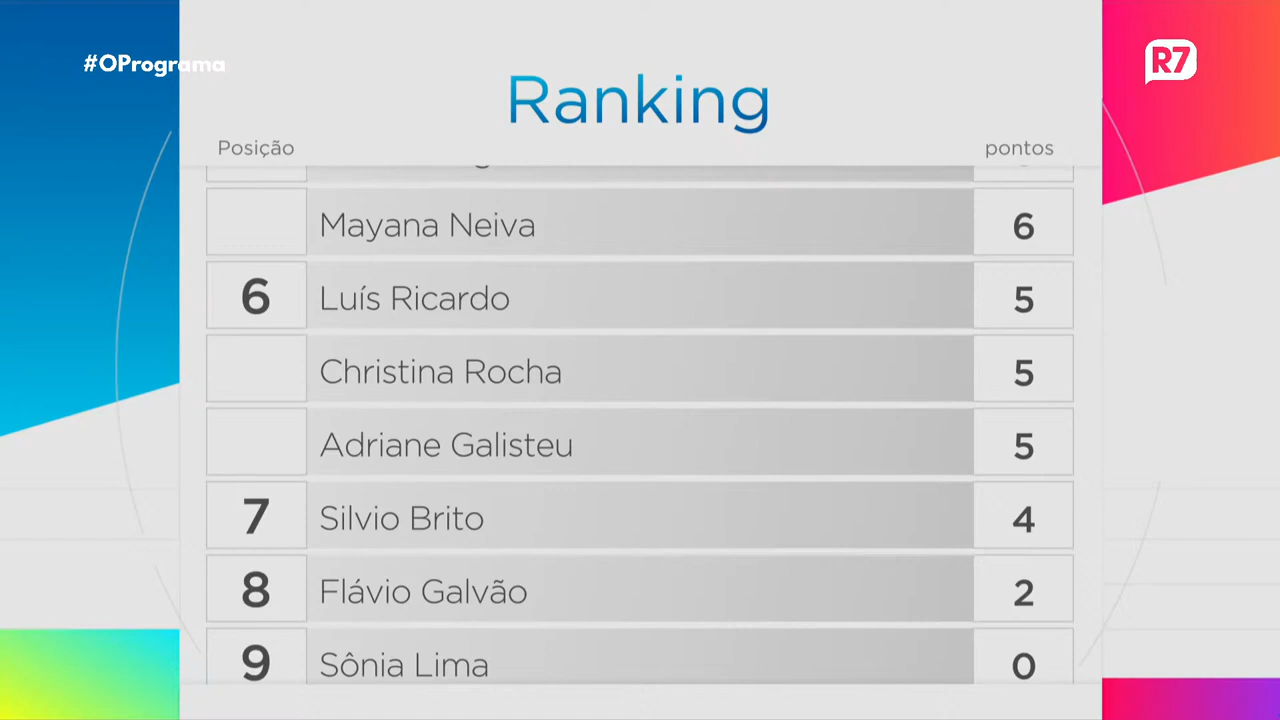 #OPrograma
R7
Ranking
Posição pontos
Mayana Neiva 6
6 Luís Ricardo 5
Christina Rocha 5
Adriane Galisteu 5
7 Silvio Brito 4
8 Flávio Galvão 2
9 Sônia Lima 0